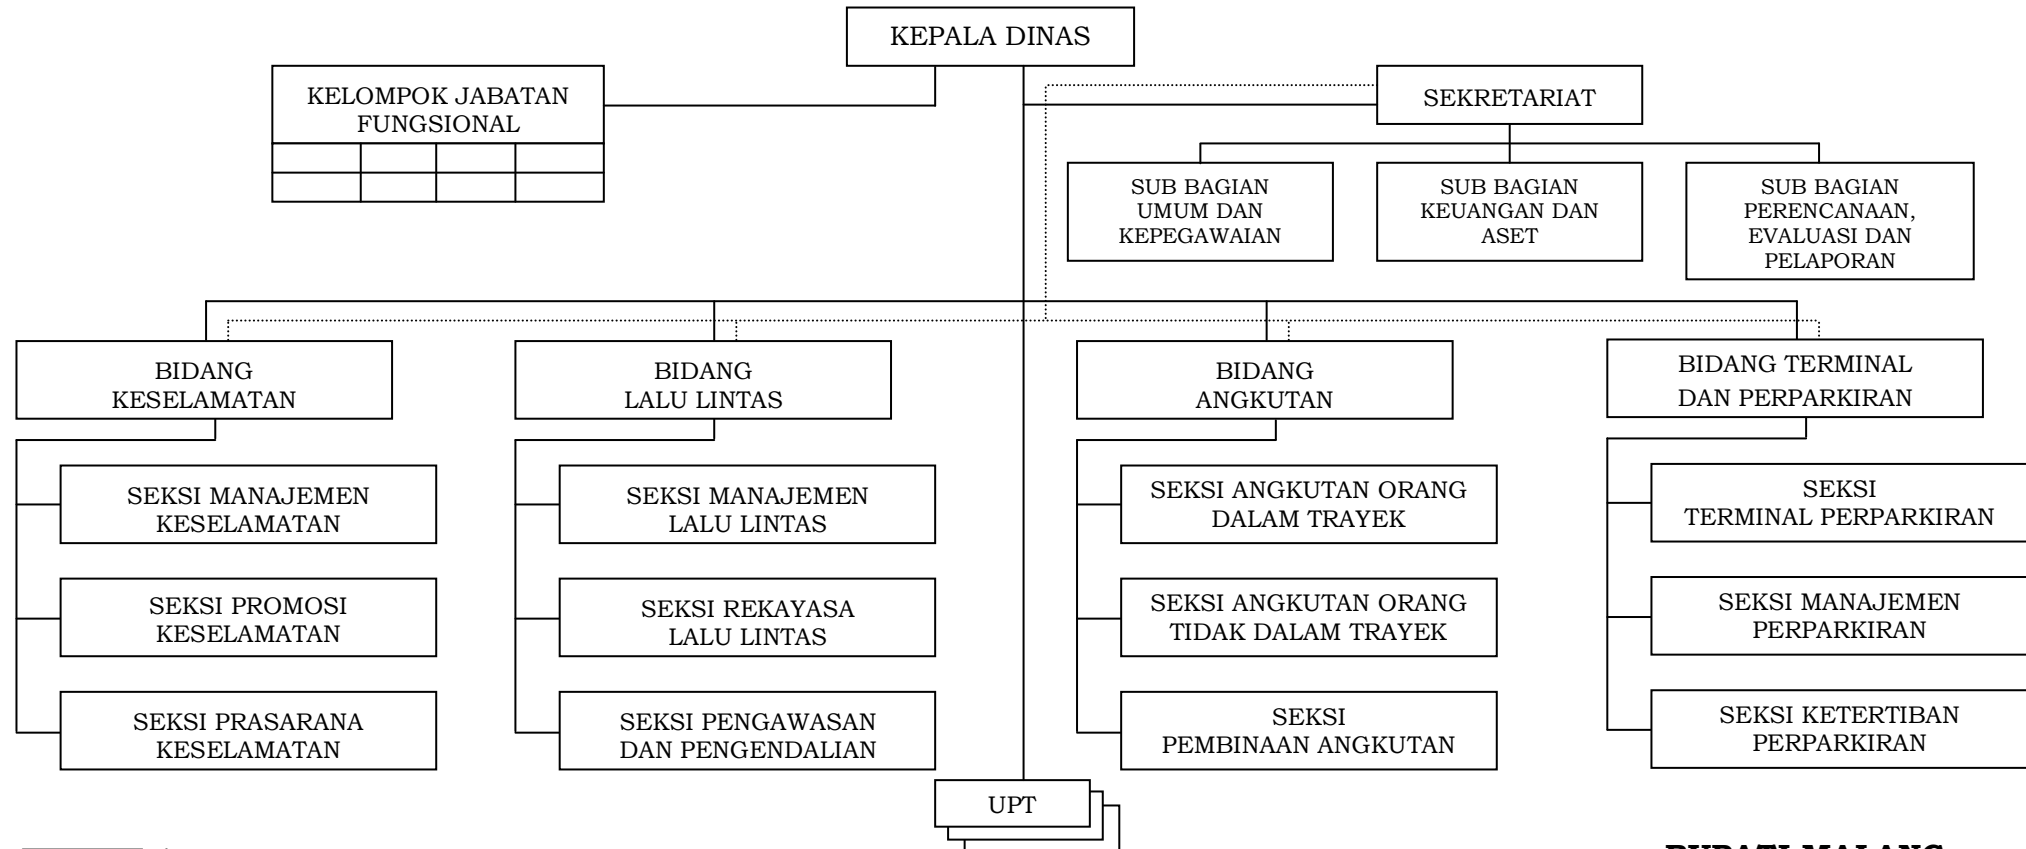 KEPALA DINAS
KELOMPOK JABATAN
FUNGSIONAL
SEKRETARIAT
SUB BAGIAN
UMUM DAN
KEPEGAWAIAN
SUB BAGIAN
KEUANGAN DAN
ASET
SUB BAGIAN
PERENCANAAN,
EVALUASI DAN
PELAPORAN
BIDANG
KESELAMATAN
BIDANG
LALU LINTAS
BIDANG
ANGKUTAN
BIDANG TERMINAL
DAN PERPARKIRAN
SEKSI MANAJEMEN
KESELAMATAN
SEKSI PROMOSI
KESELAMATAN
SEKSI PRASARANA
KESELAMATAN
SEKSI MANAJEMEN
LALU LINTAS
SEKSI REKAYASA
LALU LINTAS
SEKSI PENGAWASAN
DAN PENGENDALIAN
SEKSI ANGKUTAN ORANG
DALAM TRAYEK
SEKSI ANGKUTAN ORANG
TIDAK DALAM TRAYEK
SEKSI
PEMBINAAN ANGKUTAN
SEKSI
TERMINAL PERPARKIRAN
SEKSI MANAJEMEN
PERPARKIRAN
SEKSI KETERTIBAN
PERPARKIRAN
UPT
BUPATI MALANG